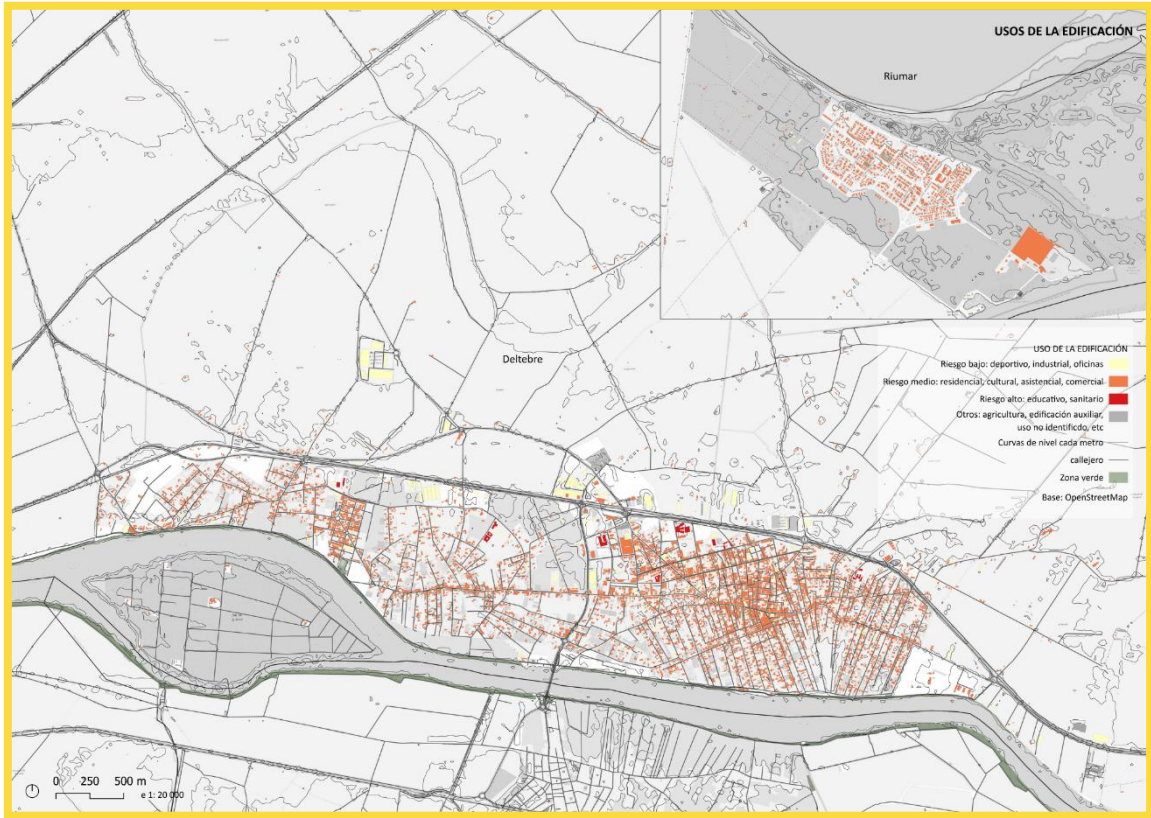 USOS DE LA EDIFICACIÓN
Riumar
Deltebre
USO DE LA EDIFICACIÓN
Riesgo bajo: deportivo, industrial, oficinas
Riesgo medio: residencial, cultural, asistencial, comercial
Riesgo alto: educativo, sanitario
Otros: agricultura, edificación auxiliar,
uso no identificdo, etc
Curvas de nivel cada metro
callejero
Zona verde
Base: OpenStreetMap
0 250 500 m
e 1: 20 000